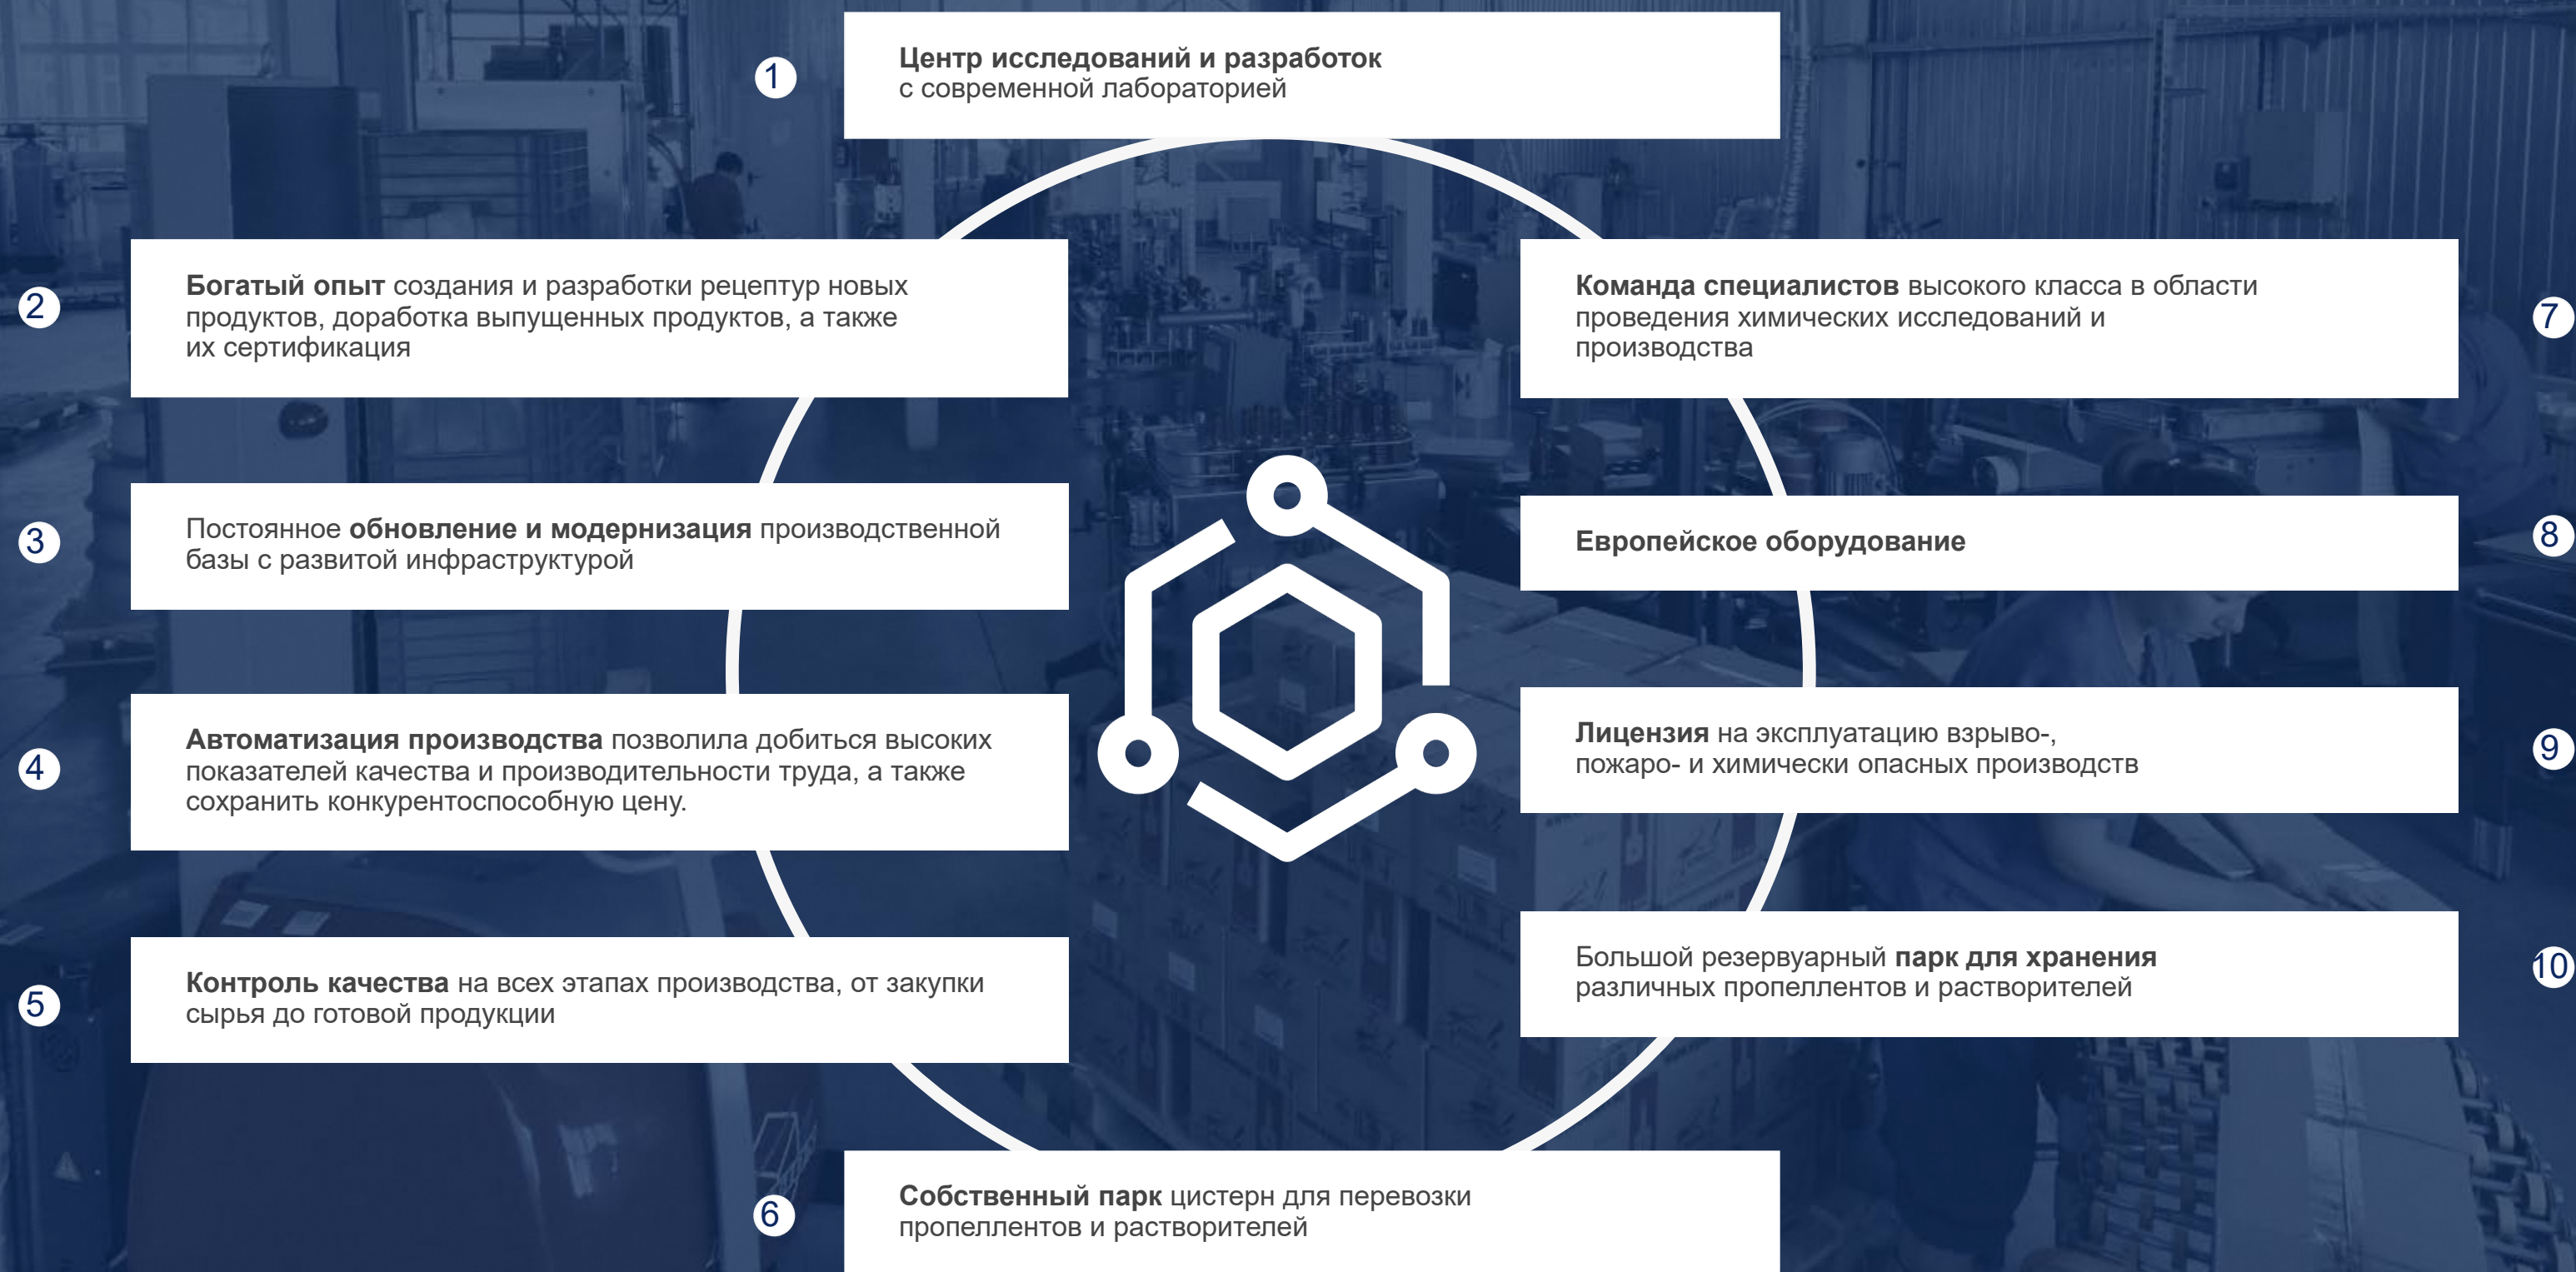 1
Центр исследований и разработок
с современной лабораторией
2
Богатый опыт создания и разработки рецептур новых
продуктов, доработка выпущенных продуктов, а также
их сертификация
3
Постоянное обновление и модернизация производственной
базы с развитой инфраструктурой
4
Автоматизация производства позволила добиться высоких
показателей качества и производительности труда, а также
сохранить конкурентоспособную цену.
5
Контроль качества на всех этапах производства, от закупки
сырья до готовой продукции
6
Собственный парк цистерн для перевозки
пропеллентов и растворителей
Команда специалистов высокого класса в области
проведения химических исследований и
производства
7
Европейское оборудование
8
Лицензия на эксплуатацию взрыво-,
пожаро- и химически опасных производств
9
Большой резервуарный парк для хранения
различных пропеллентов и растворителей
10